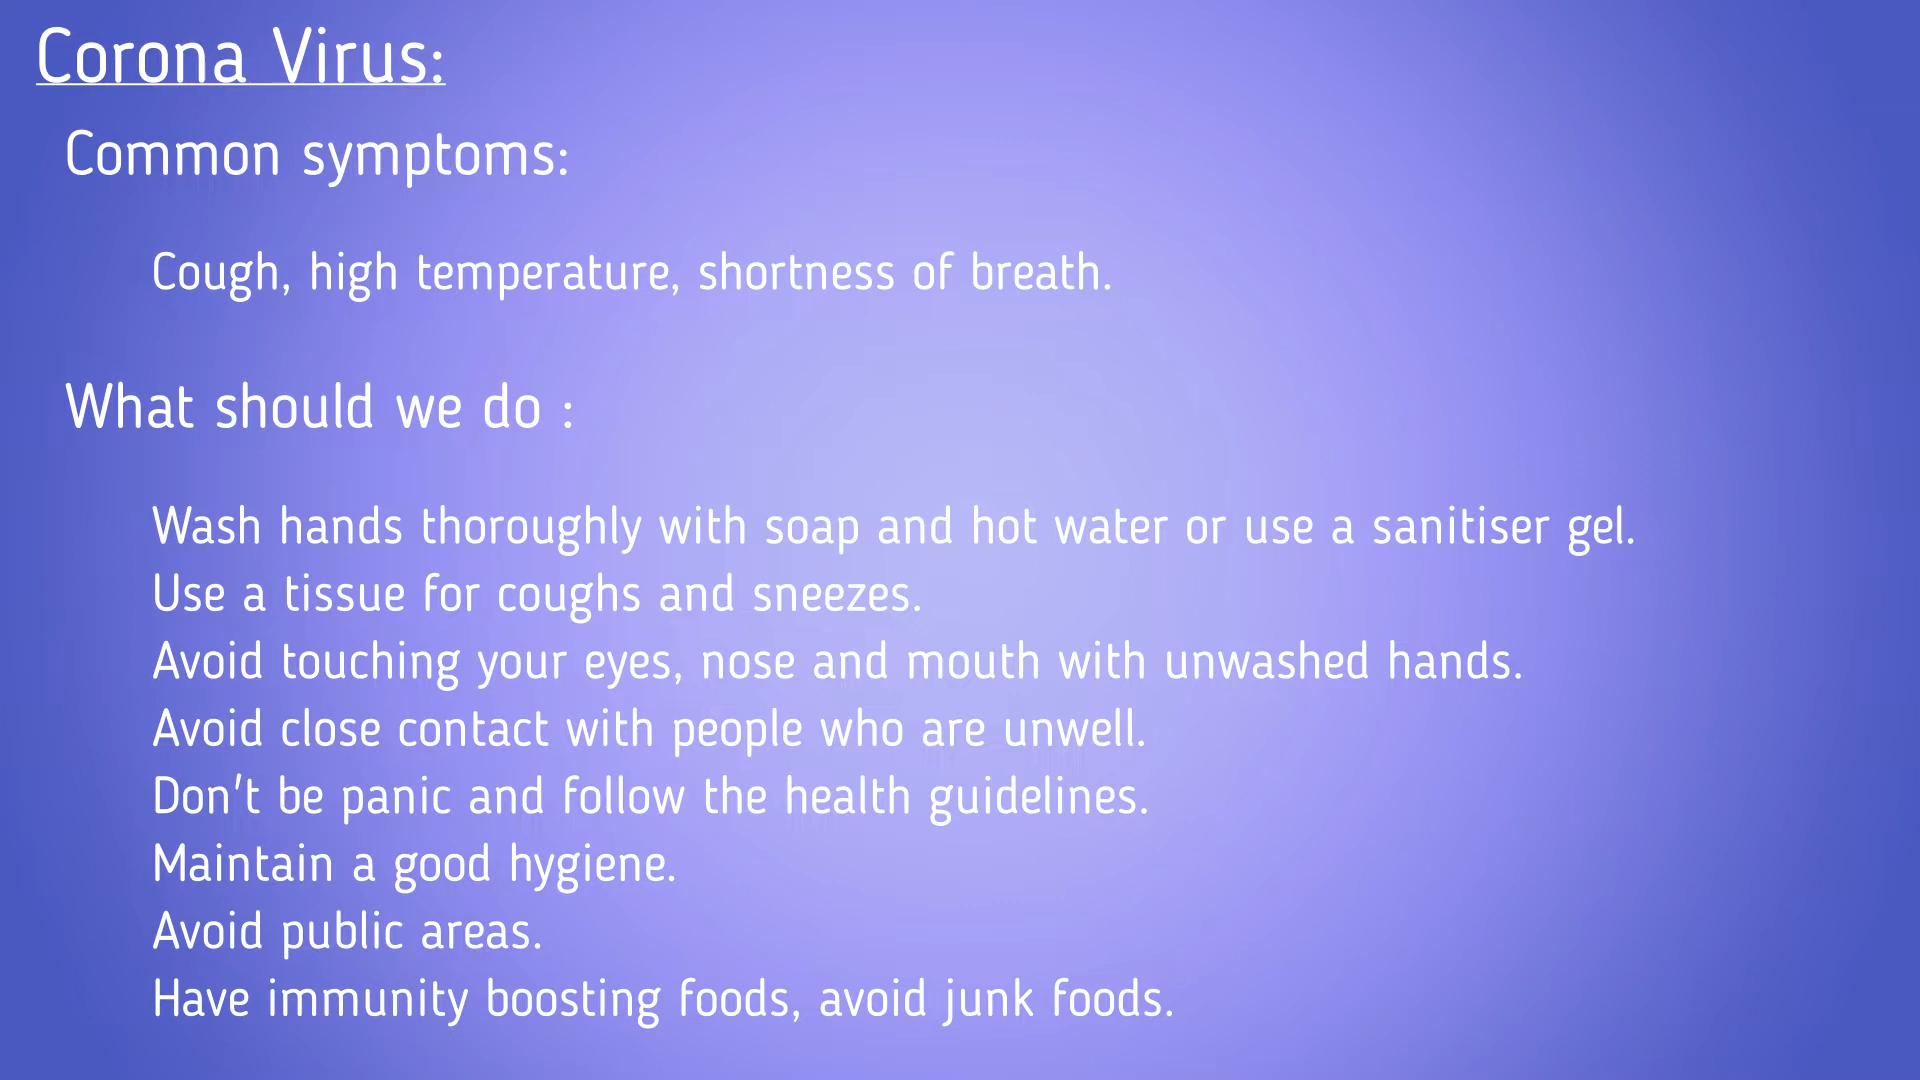 Corona Virus:
Common symptoms:
Cough, high temperature, shortness of breath.
What should we do :
Wash hands thoroughly with soap and hot water or use a sanitiser gel.
Use a tissue for coughs and sneezes.
Avoid touching your eyes, nose and mouth with unwashed hands.
Avoid close contact with people who are unwell.
Don't be panic and follow the health guidelines.
Maintain a good hygiene.
Avoid public areas.
Have immunity boosting foods, avoid junk foods.